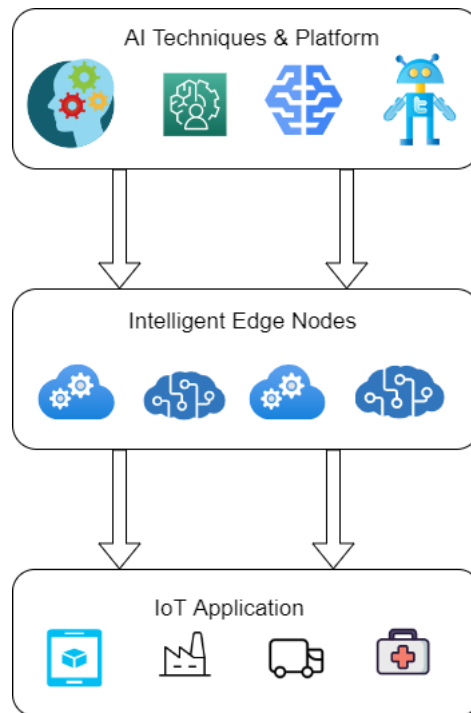 AI Techniques & Platform
Intelligent Edge Nodes
IoT Application